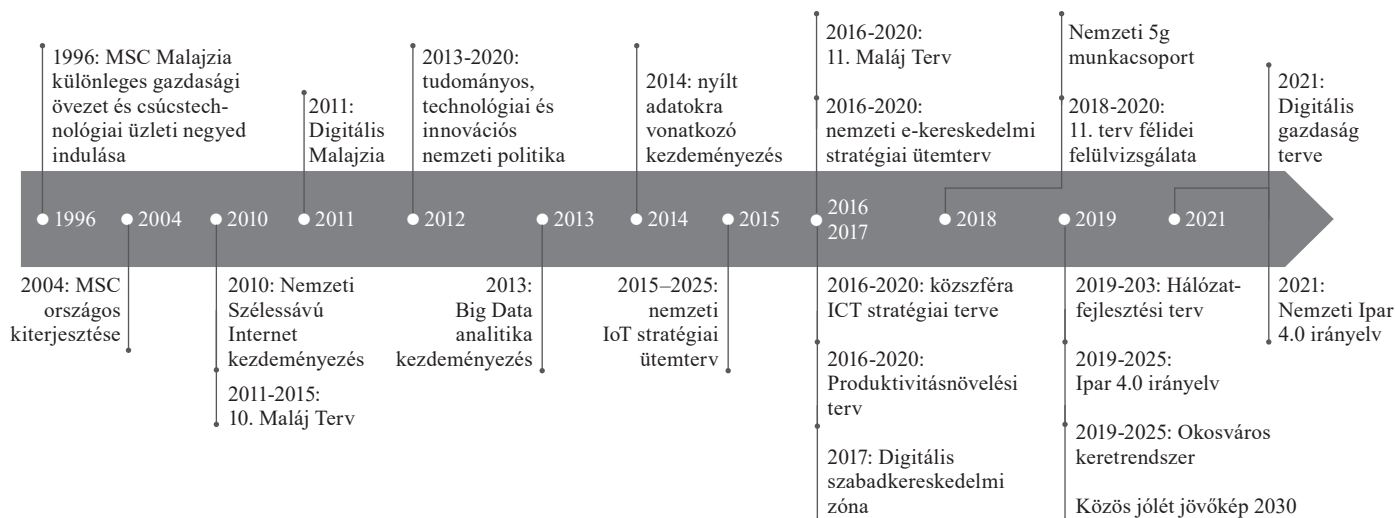 1996: MSC Malajzia
különleges gazdasági
övezet és csúcstech-
nológiai üzleti negyed
indulása
2011:
Digitális
Malajzia
2013-2020:
tudományos,
technológiai és
innovációs
nemzeti politika
2014: nyílt
adatokra
vonatkozó
kezdeményezés
2016-2020:
11. Maláj Terv
2016-2020:
nemzeti e-kereskedelmi
stratégiai ütemterv
Nemzeti 5g
munkacsoport
2018-2020:
11. terv félidei
felülvizsgálata
2021:
Digitális
gazdaság
terve
1996
2004
2010
2011
2012
2013
2014
2015
2016
2017
2018
2019
2021
2004: MSC
országos
kiterjesztése
2010: Nemzeti
Szélessávú
Internet
kezdeményezés
2011-2015:
10. Maláj Terv
2013:
Big Data
analitika
kezdeményezés
2015–2025:
nemzeti
IoT stratégiai
ütemterv
2016-2020: közszféra
ICT stratégiai terve
2016-2020:
Produktivitásnövelési
terv
2017: Digitális
szabadkereskedelmi
zóna
2019-203: Hálózat-
fejlesztési terv
2019-2025:
Ipar 4.0 irányelv
2019-2025: Okosváros
keretrendszer
Közös jólét jövőkép 2030
2021:
Nemzeti Ipar
4.0 irányelv